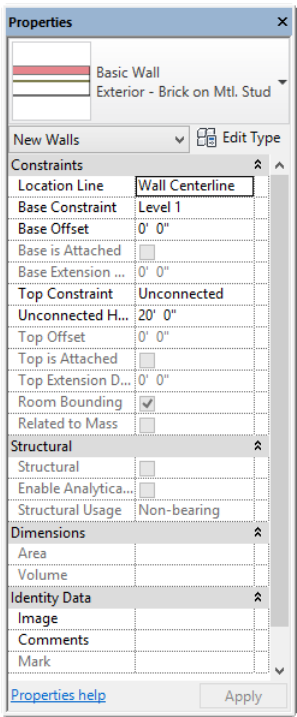 Properties
Basic Wall
Exterior - Brick on Mtl. Stud
New Walls Edit Type
Constraints
Location Line Wall Centerline
Base Constraint Level 1
Base Offset 0' 0"
Base is Attached
Base Extension ... 0' 0"
Top Constraint Unconnected
Unconnected H... 20' 0"
Top Offset 0' 0"
Top is Attached
Top Extension D... 0' 0"
Room Bounding
Related to Mass
Structural
Structural
Enable Analytica...
Structural Usage Non-bearing
Dimensions
Area
Volume
Identity Data
Image
Comments
Mark
Properties help Apply